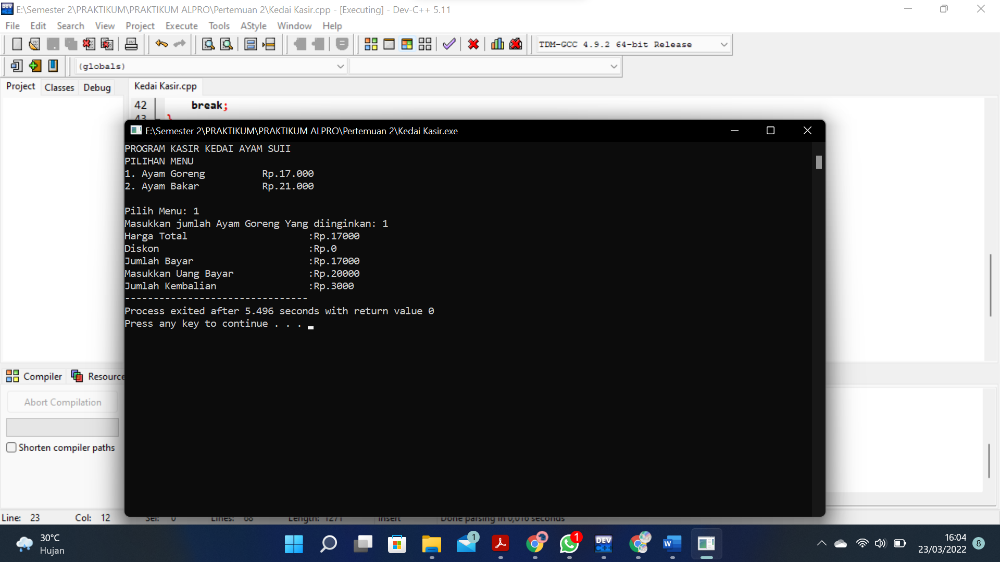 E:\Semester 2\PRAKTIKUM\PRAKTIKUM ALPRO\Pertemuan 2\Kedai Kasir.cpp - [Executing] - Dev-C++ 5.11
File Edit Search View Project Execute Tools AStyle Window Help
TDM-GCC 4.9.2 64-bit Release
(globals)
Project Classes Debug
Kedai Kasir.cpp
42 break;
43 }
E:\Semester 2\PRAKTIKUM\PRAKTIKUM ALPRO\Pertemuan 2\Kedai Kasir.exe
PROGRAM KASIR KEDAI AYAM SUII
PILIHAN MENU
1. Ayam Goreng Rp.17.000
2. Ayam Bakar Rp.21.000
Pilih Menu: 1
Masukkan jumlah Ayam Goreng Yang diinginkan: 1
Harga Total :Rp.17000
Diskon :Rp.0
Jumlah Bayar :Rp.17000
Masukkan Uang Bayar :Rp.20000
Jumlah Kembalian :Rp.3000
--------------------------------
Process exited after 5.496 seconds with return value 0
Press any key to continue . . .
Compiler Resource
Abort Compilation
Shorten compiler paths
Line: 23 Col: 12 Sel: 0 Lines: 68 Length: 1271 Insert Done parsing in 0,016 seconds
30°C
Hujan
1
1
DEV
C++
W
16:04
23/03/2022
8